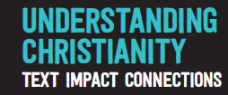 UNDERSTANDING
CHRISTIANITY
TEXT IMPACT CONNECTIONS